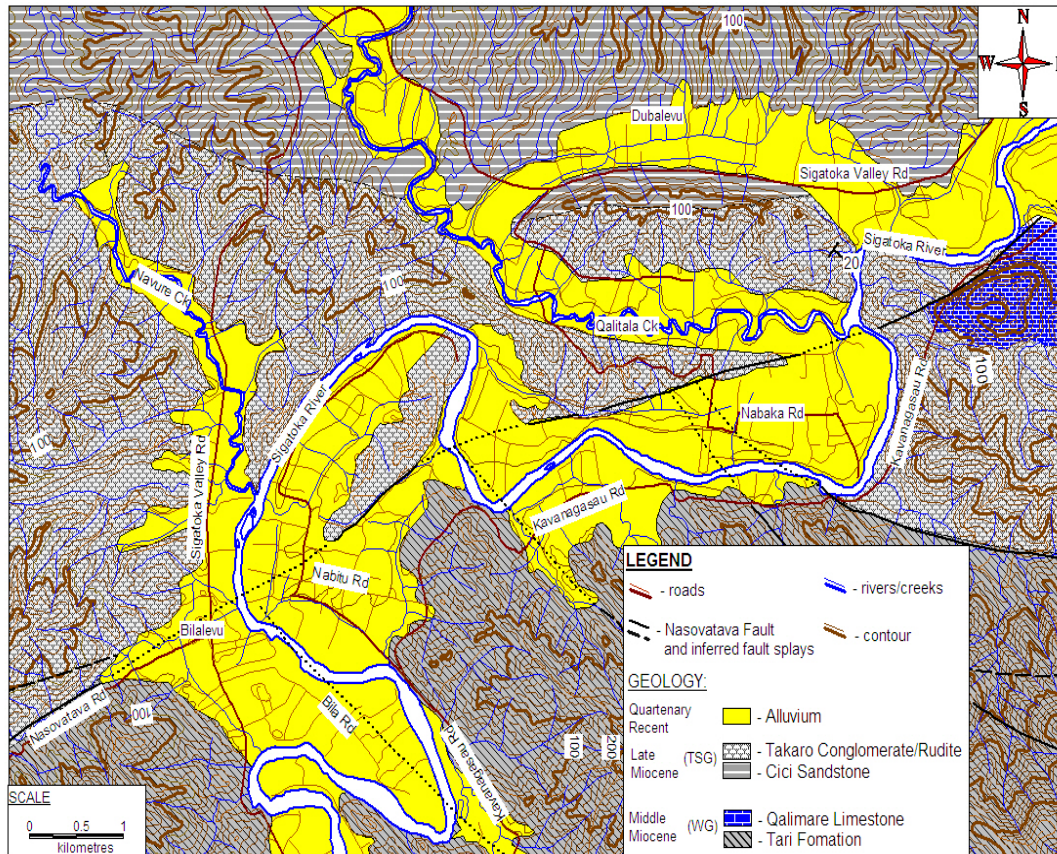 100
N
W
S
Dubalevu
Sigatoka Valley Rd
100
Sigatoka River
20
Navure Ck
100
Qalitala Ck
100
Sigatoka River
Nabaka Rd
Kavanagasau Rd
100
Sigatoka Valley Rd
Kavanagasau Rd
Nabitu Rd
Bilalevu
Nasovatava Rd
100
Bila Rd
Kavanagasau Rd
100
200
LEGEND
- roads
- rivers/creeks
- Nasovatava Fault
and inferred fault splays
- contour
GEOLOGY:
Quartenary
Recent
- Alluvium
Late
Miocene
(TSG)
- Takaro Conglomerate/Rudite
- Cici Sandstone
Middle
Miocene
(WG)
- Qalimare Limestone
- Tari Fomation
SCALE
0 0.5 1
kilometres